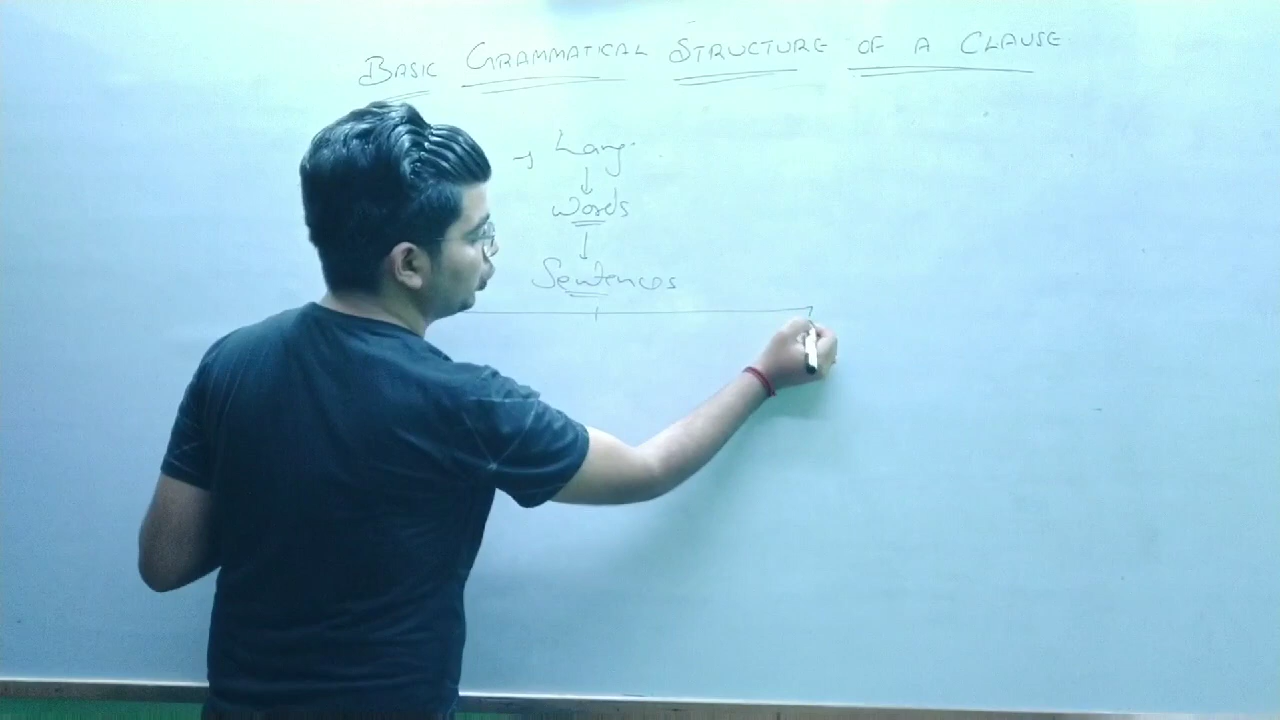 BASIC GRAMMATICAL STRUCTURE OF A CLAUSE
→ Lang.
Words
Sentences